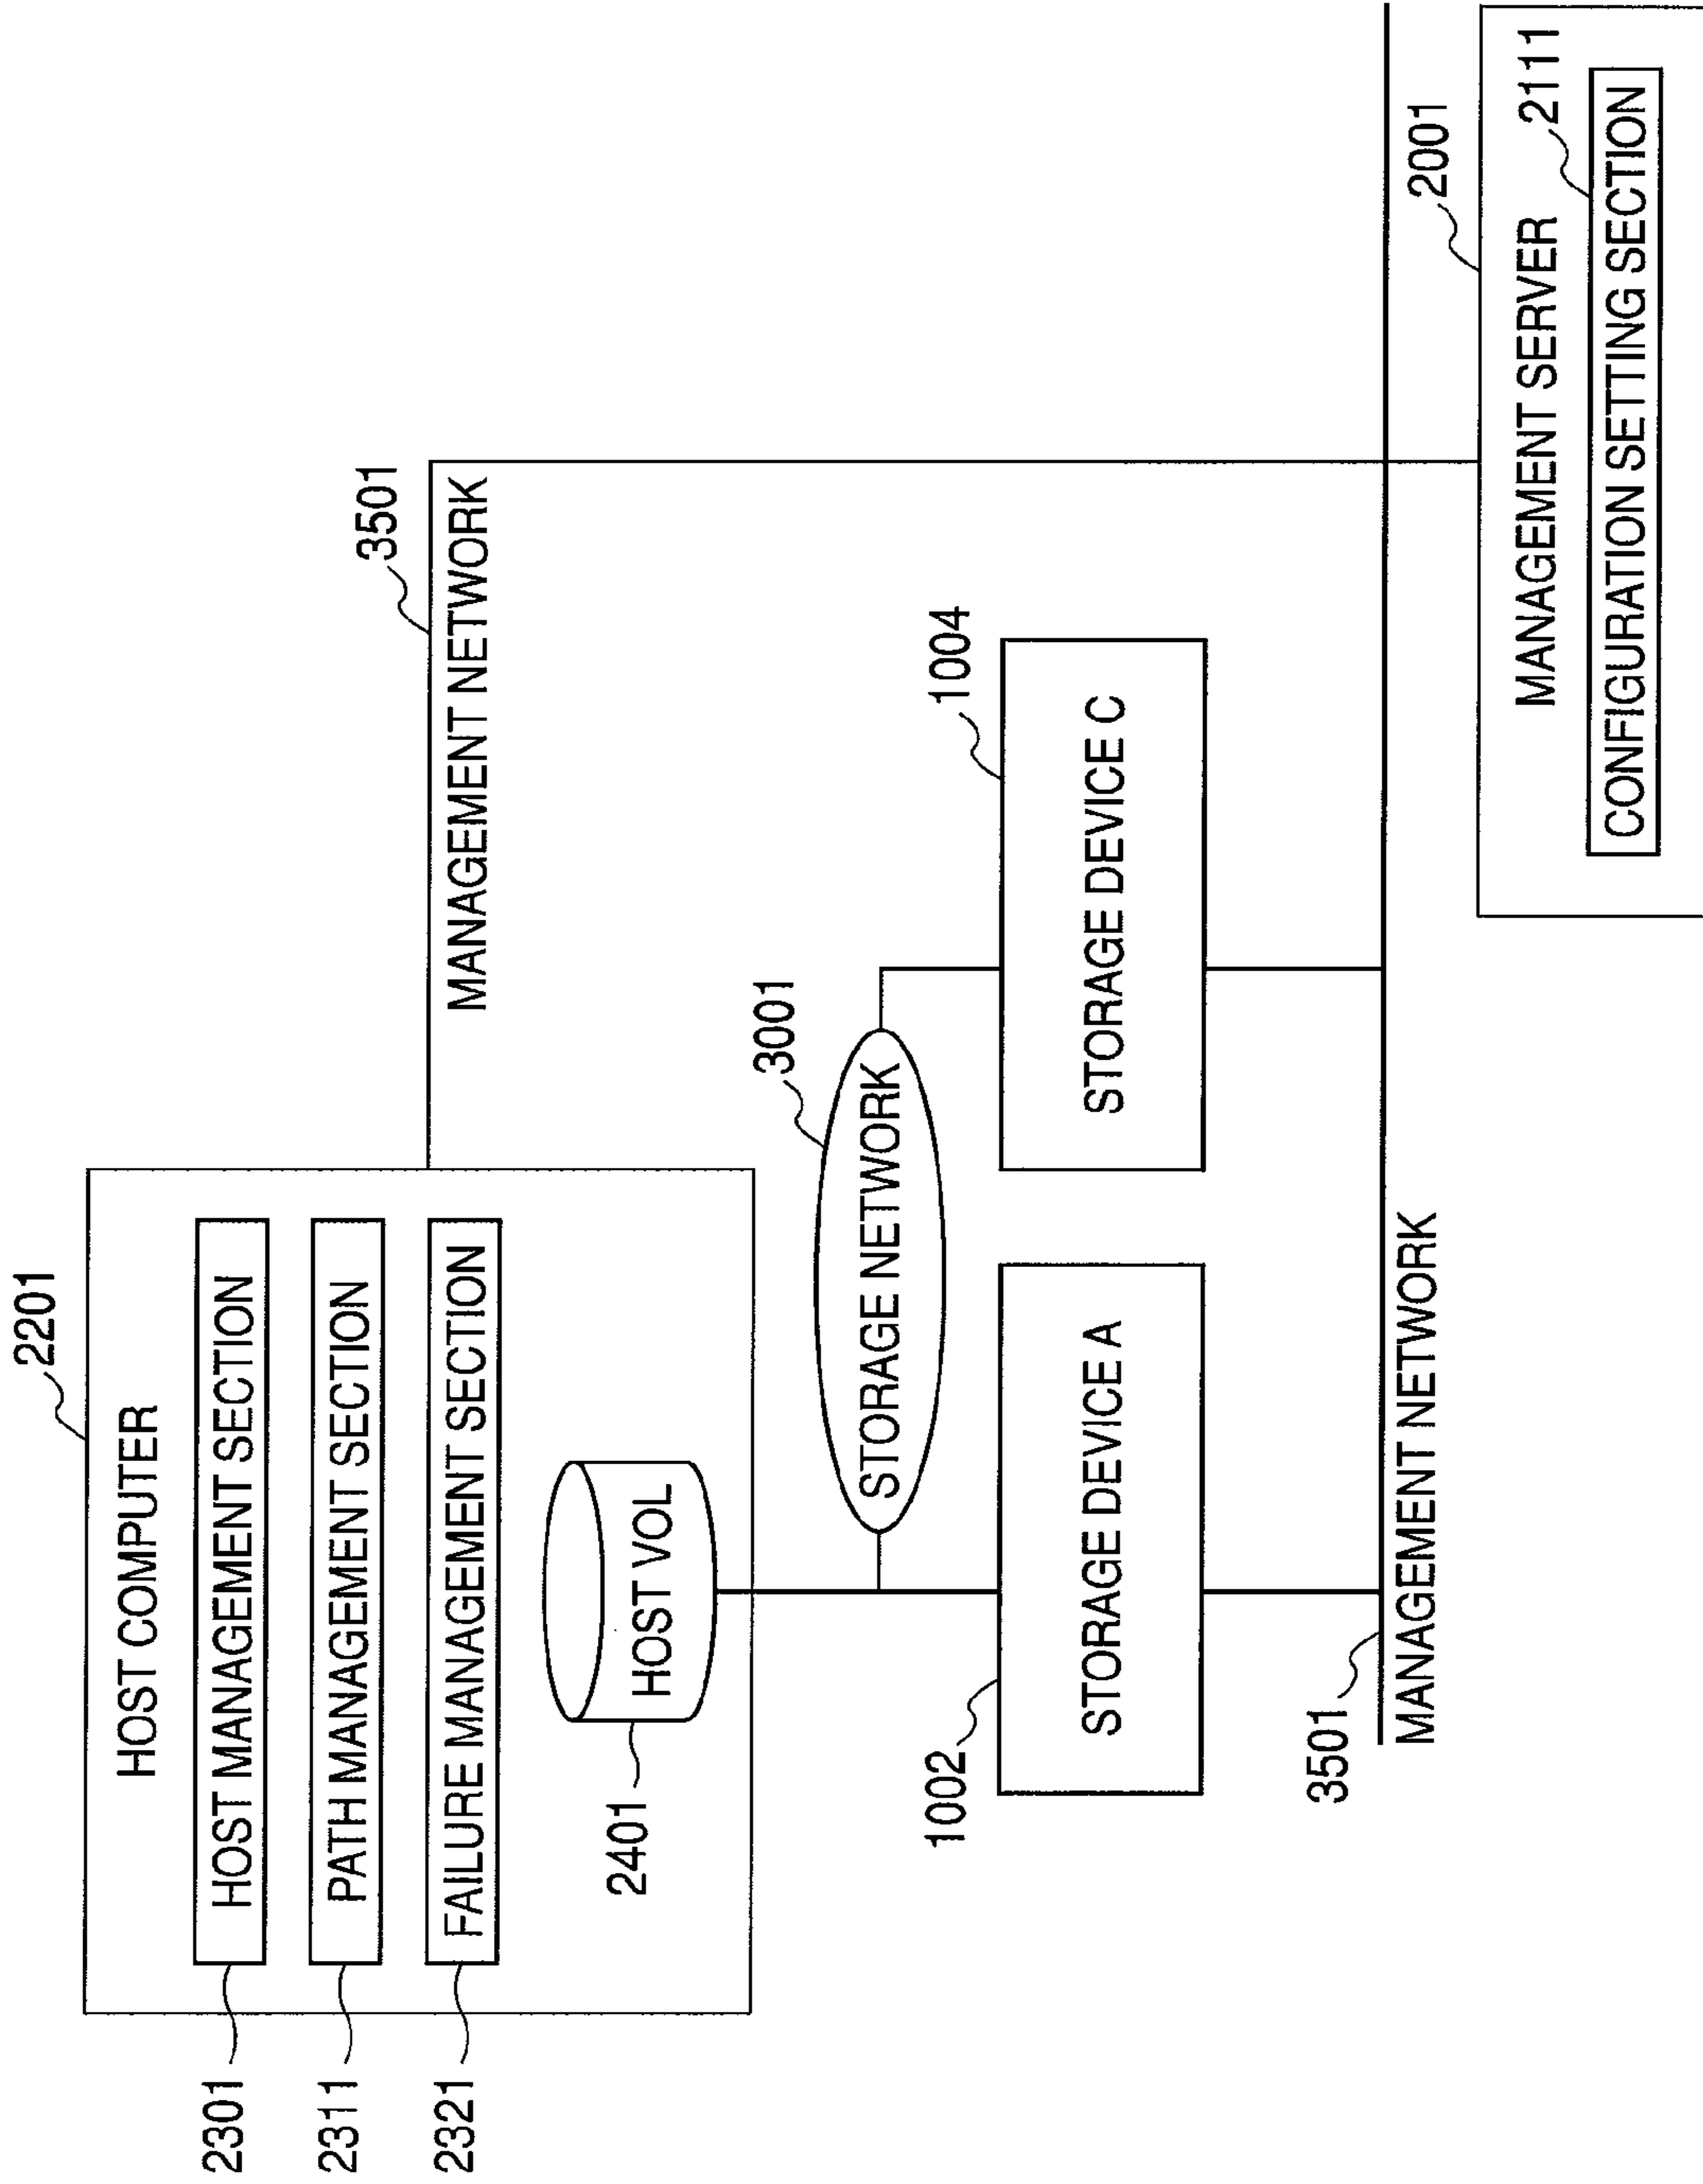 2201
HOST COMPUTER
2301
HOST MANAGEMENT SECTION
2311
PATH MANAGEMENT SECTION
2321
FAILURE MANAGEMENT SECTION
2401
HOST VOL
3501
MANAGEMENT NETWORK
3001
STORAGE NETWORK
1002
STORAGE DEVICE A
1004
STORAGE DEVICE C
3501
MANAGEMENT NETWORK
2001
MANAGEMENT SERVER
2111
CONFIGURATION SETTING SECTION